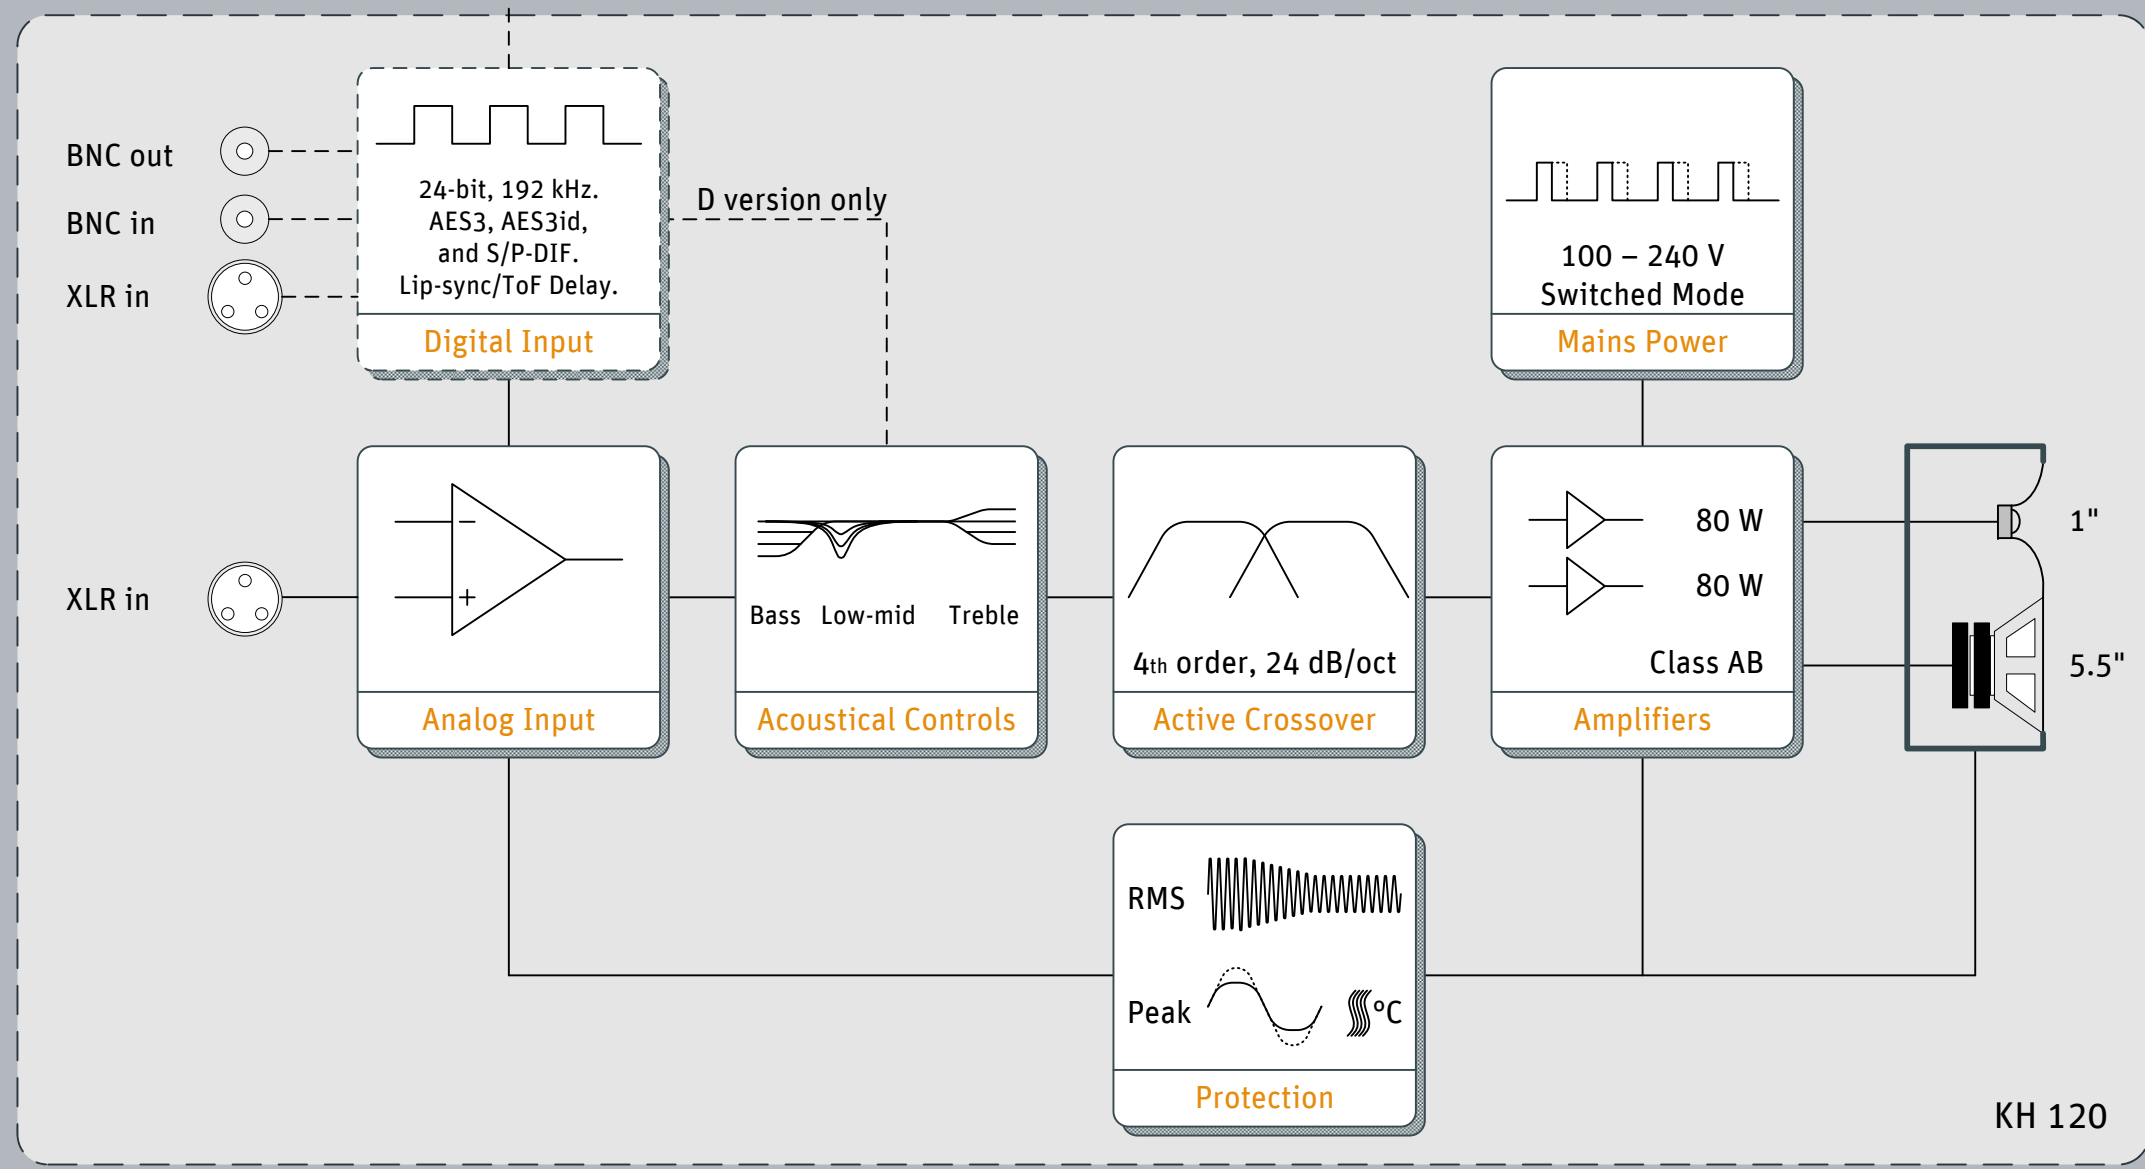 BNC out
BNC in
XLR in
24-bit, 192 kHz.
AES3, AES3id,
and S/P-DIF.
Lip-sync/ToF Delay.
Digital Input
D version only
100 – 240 V
Switched Mode
Mains Power
XLR in
Analog Input
Bass Low-mid Treble
Acoustical Controls
4th order, 24 dB/oct
Active Crossover
80 W
80 W
Class AB
Amplifiers
1"
5.5"
RMS
Peak ºC
Protection
KH 120